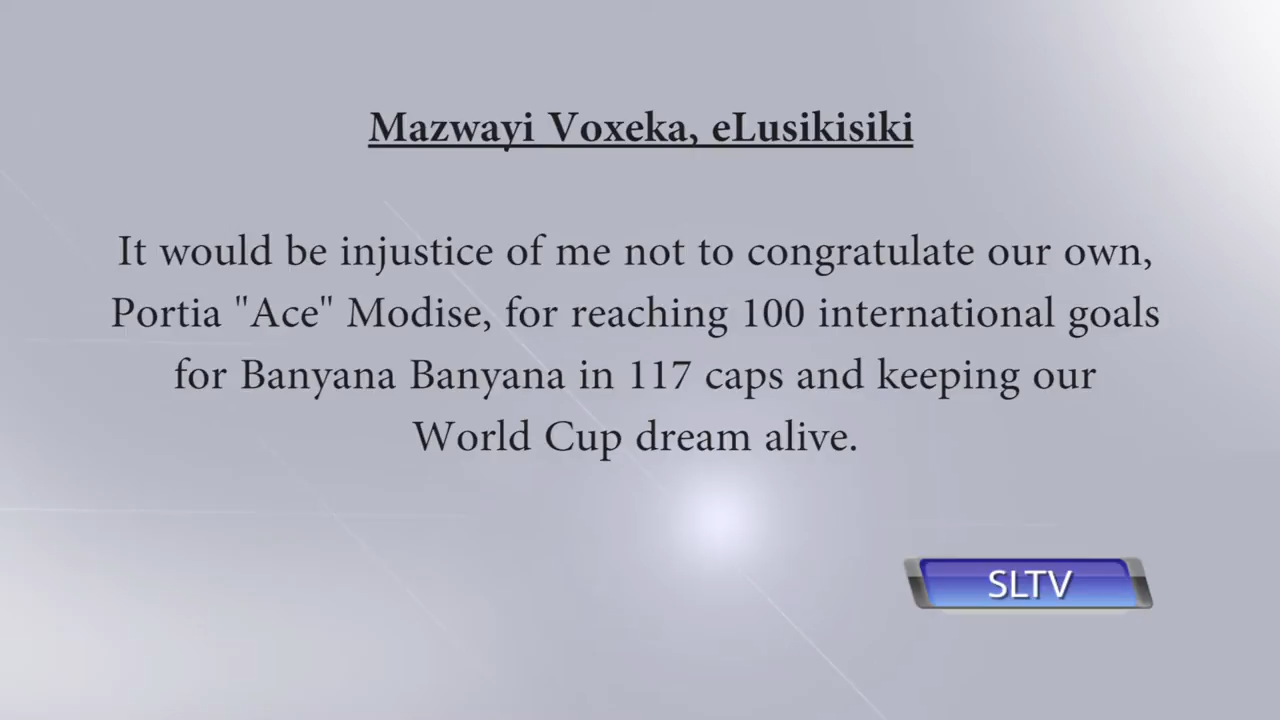 Mazwayi Voxeka, eLusikisiki
It would be injustice of me not to congratulate our own,
Portia "Ace" Modise, for reaching 100 international goals
for Banyana Banyana in 117 caps and keeping our
World Cup dream alive.
SLTV